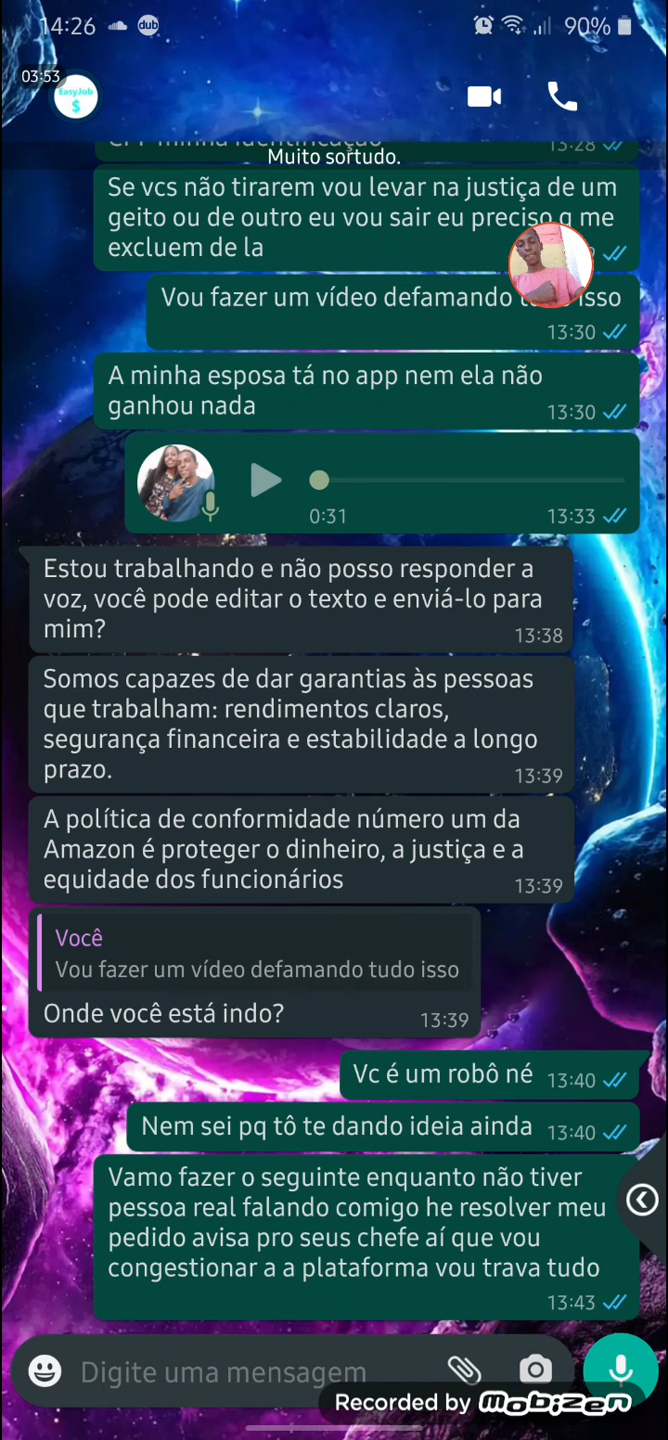 14:26
dub
90%
03:53
EasyJob
$
CPF minha identificação
13:28
Muito sortudo.
Se vcs não tirarem vou levar na justiça de um
geito ou de outro eu vou sair eu preciso q me
excluem de la
Vou fazer um vídeo defamando tudo isso
13:30
A minha esposa tá no app nem ela não
ganhou nada
13:30
0:31
13:33
Estou trabalhando e não posso responder a
voz, você pode editar o texto e enviá-lo para
mim?
13:38
Somos capazes de dar garantias às pessoas
que trabalham: rendimentos claros,
segurança financeira e estabilidade a longo
prazo.
13:39
A política de conformidade número um da
Amazon é proteger o dinheiro, a justiça e a
equidade dos funcionários
13:39
Você
Vou fazer um vídeo defamando tudo isso
Onde você está indo?
13:39
Vc é um robô né
13:40
Nem sei pq tô te dando ideia ainda
13:40
Vamo fazer o seguinte enquanto não tiver
pessoa real falando comigo he resolver meu
pedido avisa pro seus chefe aí que vou
congestionar a a plataforma vou trava tudo
13:43
Digite uma mensagem
Recorded by Mobizen